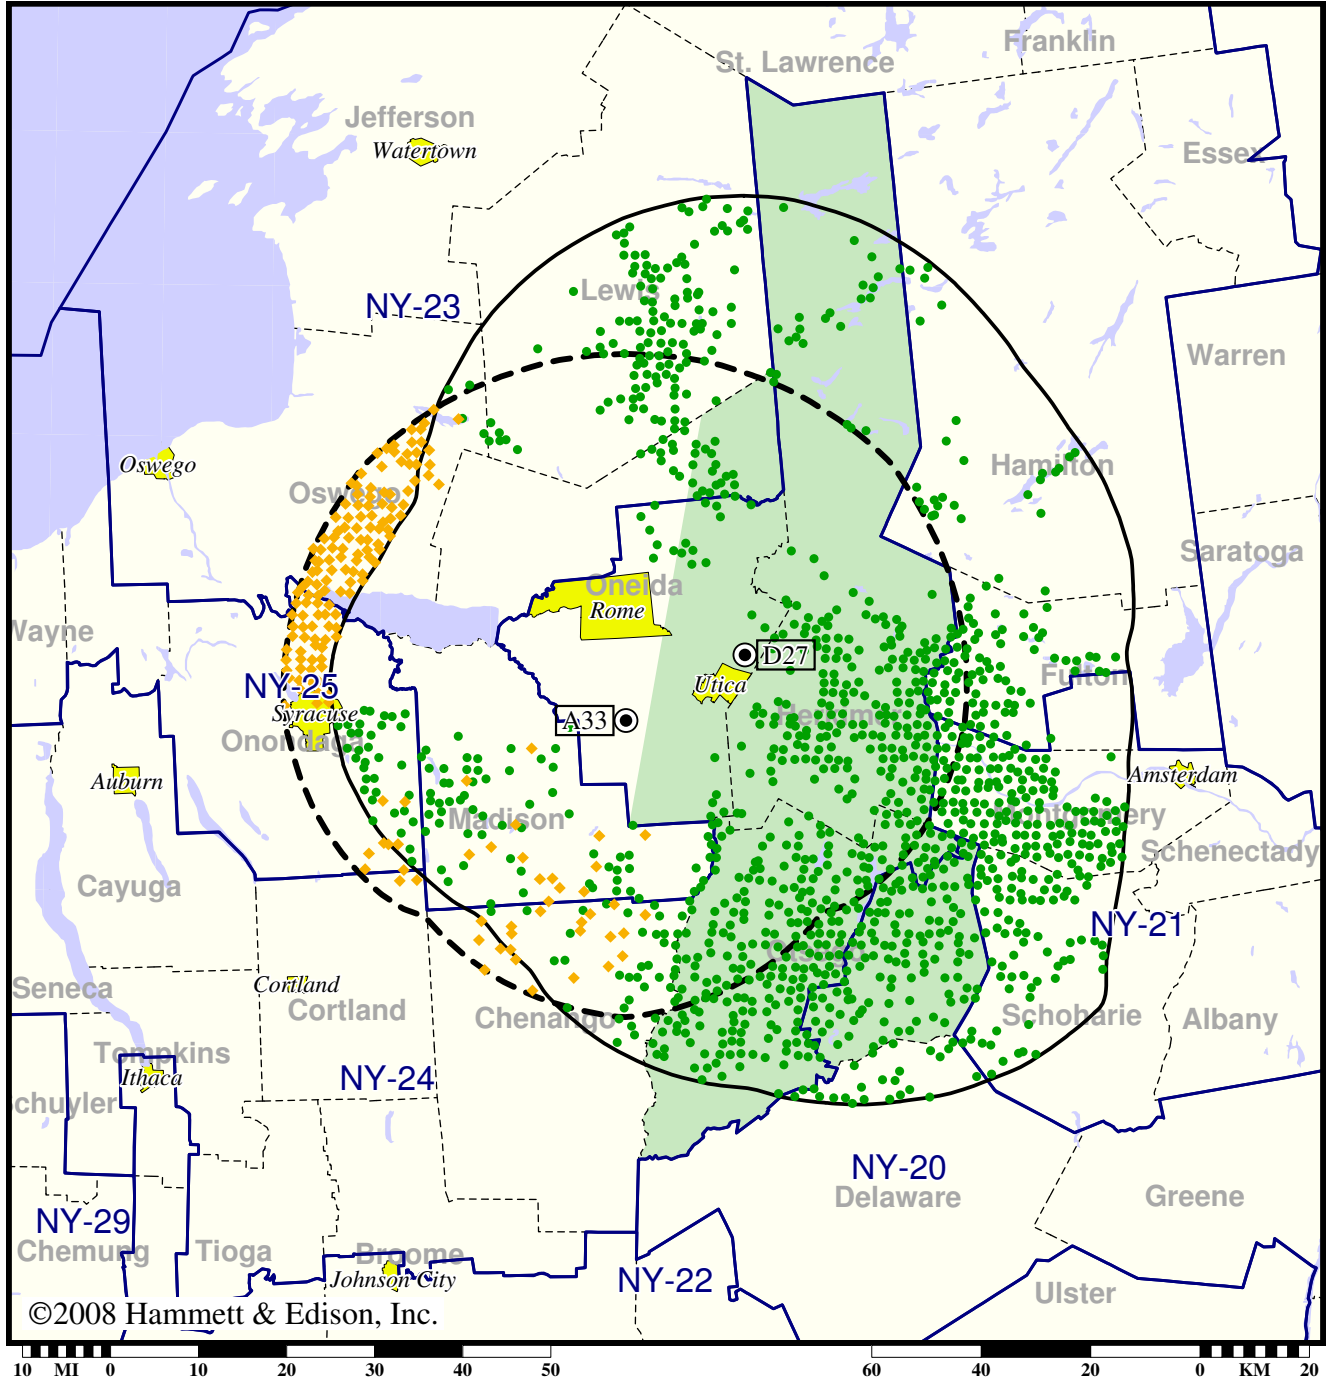 Franklin
St. Lawrence
Jefferson
Watertown
Essex
Lewis
NY-23
Warren
Oswego
Hamilton
Oswego
Saratoga
Oneida
Rome
Wayne
D27
Fulton
Utica
NY-25
Syracuse
A33
Herkimer
Onondaga
Auburn
Amsterdam
Madison
Montgomery
Schenectady
Cayuga
NY-21
Otsego
Seneca
Cortland
Cortland
Chenango
Schoharie
Albany
Tompkins
Ithaca
NY-24
chuyler
NY-20
Delaware
Greene
NY-29
Chemung
Tioga
Broome
Johnson City
NY-22
Ulster
©2008 Hammett & Edison, Inc.
10 MI 0 10 20 30 40 50 60 40 20 0 KM 20